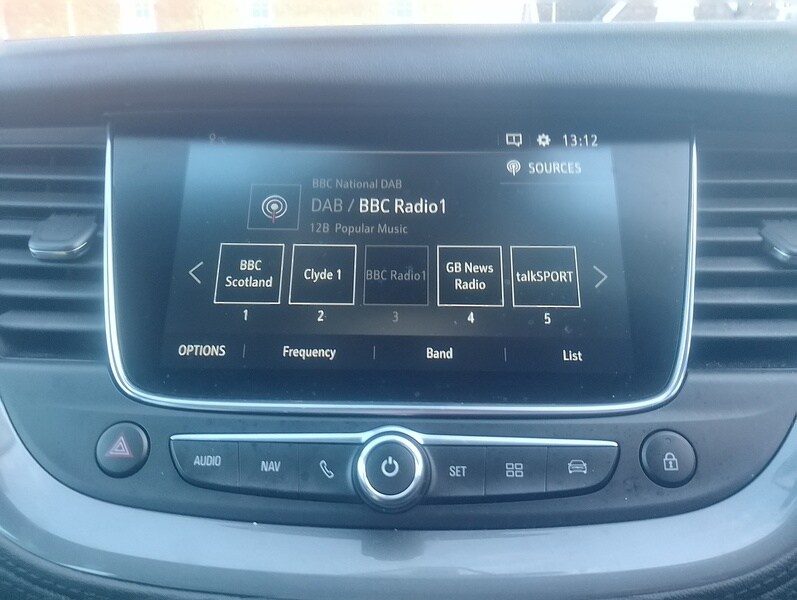 13:12
SOURCES
BBC National DAB
DAB / BBC Radio1
12B Popular Music
BBC Scotland
Clyde 1
BBC Radio1
GB News Radio
talkSPORT
1
2
3
4
5
OPTIONS
Frequency
Band
List
AUDIO
NAV
SET